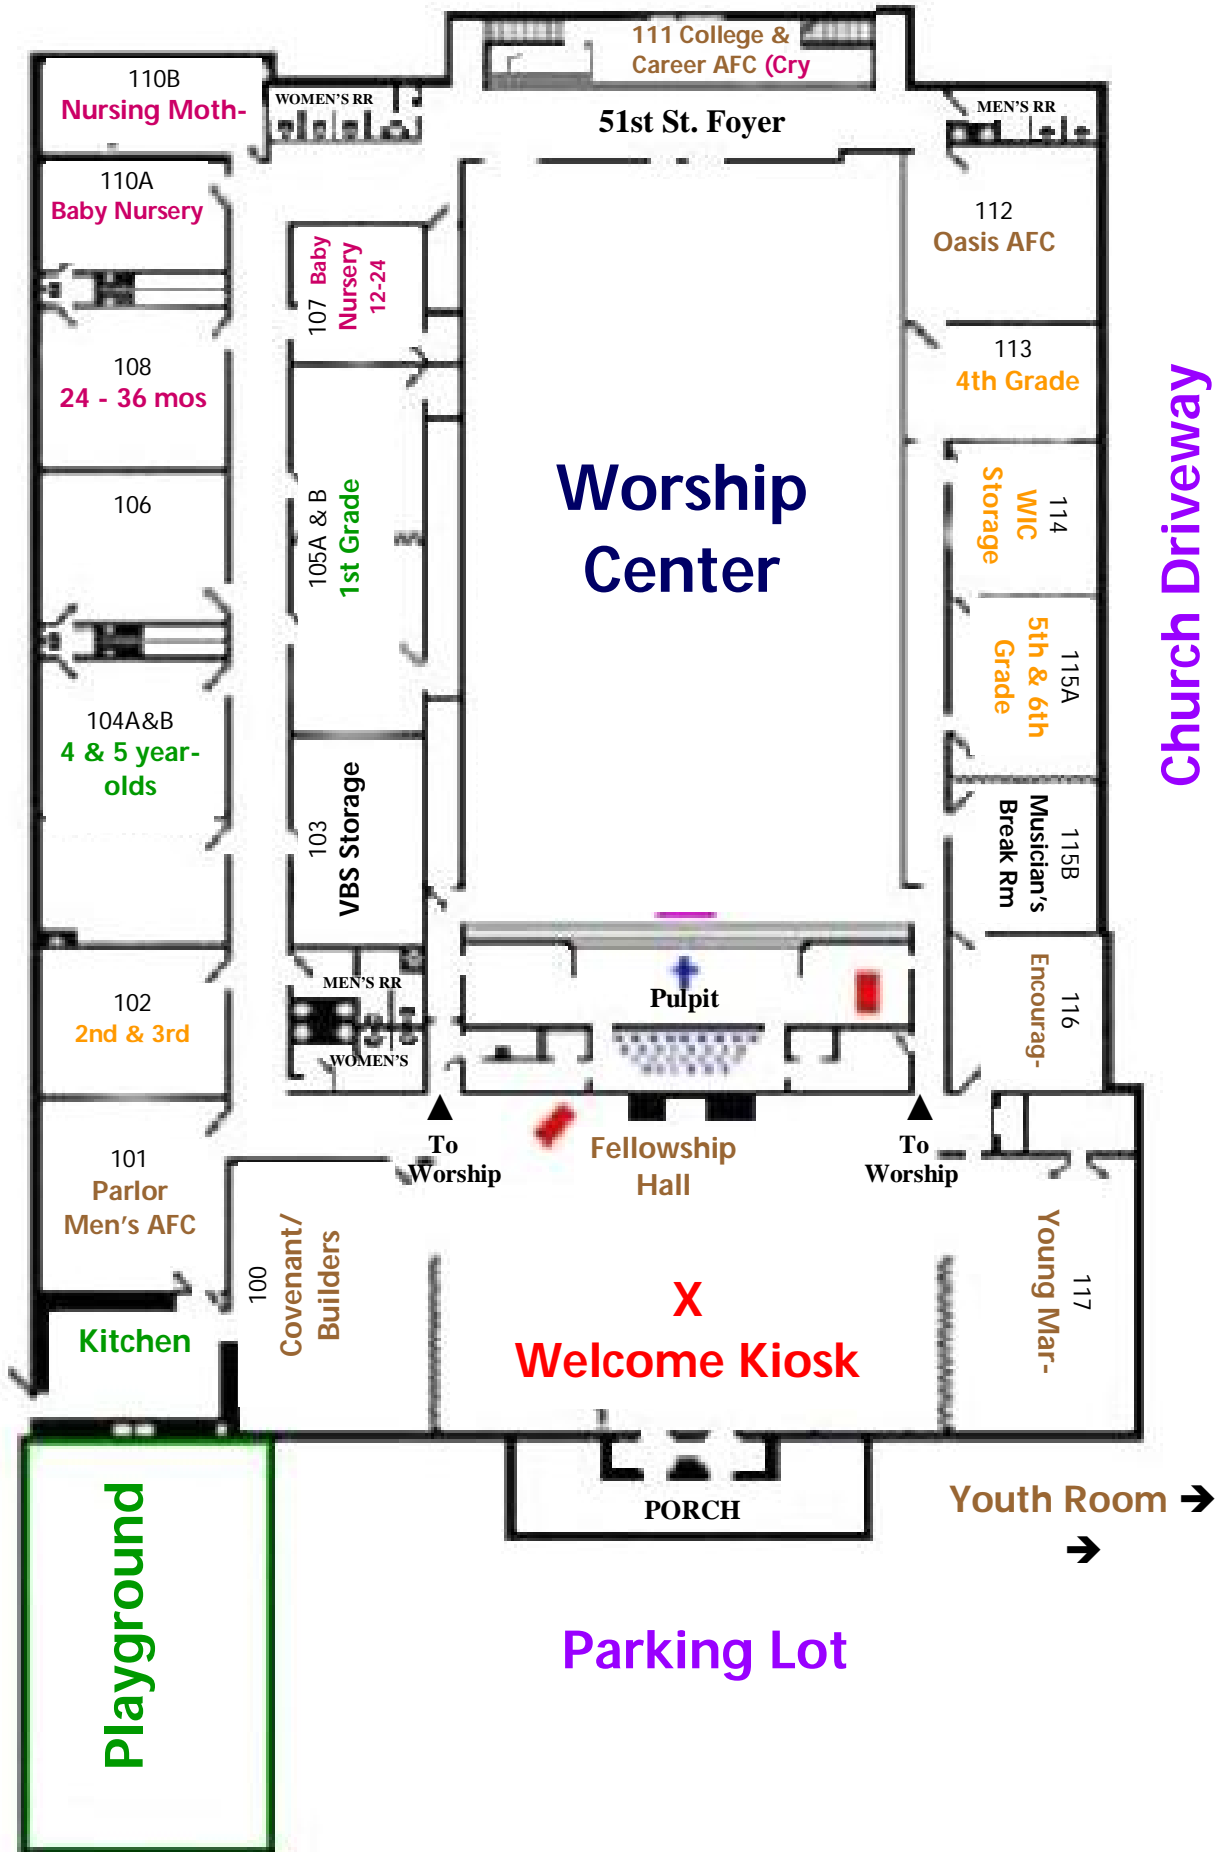 111 College &
Career AFC (Cry
110B
Nursing Moth-
WOMEN'S RR
51st St. Foyer
MEN'S RR
110A
Baby Nursery
112
Oasis AFC
107 Baby
Nursery
12-24
108
24 - 36 mos
113
4th Grade
106
105A & B
1st Grade
Worship
Center
114
WIC
Storage
Church Driveway
115A
5th & 6th
Grade
104A&B
4 & 5 year-
olds
103
VBS Storage
115B
Musician's
Break Rm
102
2nd & 3rd
MEN'S RR
WOMEN'S
Pulpit
116
Encourag-
101
Parlor
Men's AFC
To
Worship
Fellowship
Hall
To
Worship
100
Covenant/
Builders
117
Young Mar-
X
Welcome Kiosk
Kitchen
PORCH
Youth Room ➔
➔
Playground
Parking Lot